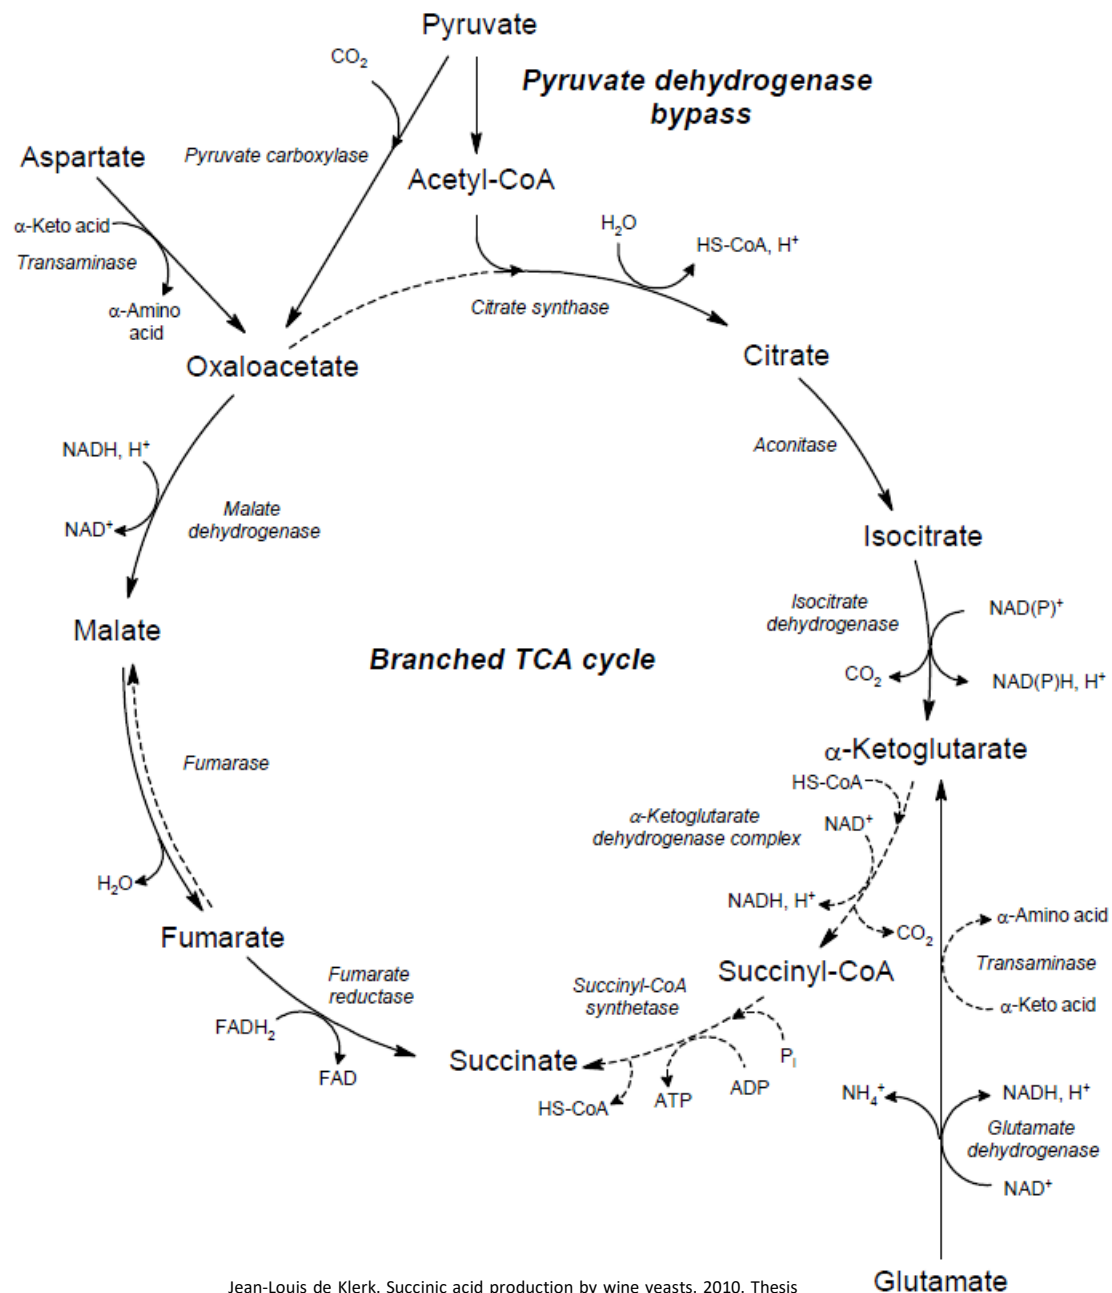 Pyruvate
CO₂
Pyruvate dehydrogenase
bypass
Pyruvate carboxylase
Aspartate
Acetyl-CoA
α-Keto acid
Transaminase
α-Amino
acid
H₂O
HS-CoA, H⁺
Citrate synthase
Oxaloacetate
Citrate
NADH, H⁺
Malate
dehydrogenase
NAD⁺
Aconitase
Isocitrate
Malate
Isocitrate
dehydrogenase
NAD(P)⁺
Branched TCA cycle
CO₂
NAD(P)H, H⁺
Fumarase
α-Ketoglutarate
HS-CoA
α-Ketoglutarate
dehydrogenase complex
NAD⁺
H₂O
NADH, H⁺
CO₂
α-Amino acid
Fumarate
Transaminase
Succinyl-CoA
α-Keto acid
Fumarate
reductase
Succinyl-CoA
synthetase
FADH₂
FAD
Succinate
Pᵢ
HS-CoA
ATP
ADP
NH₄⁺
NADH, H⁺
Glutamate
dehydrogenase
NAD⁺
Glutamate
Jean-Louis de Klerk. Succinic acid production by wine yeasts. 2010. Thesis